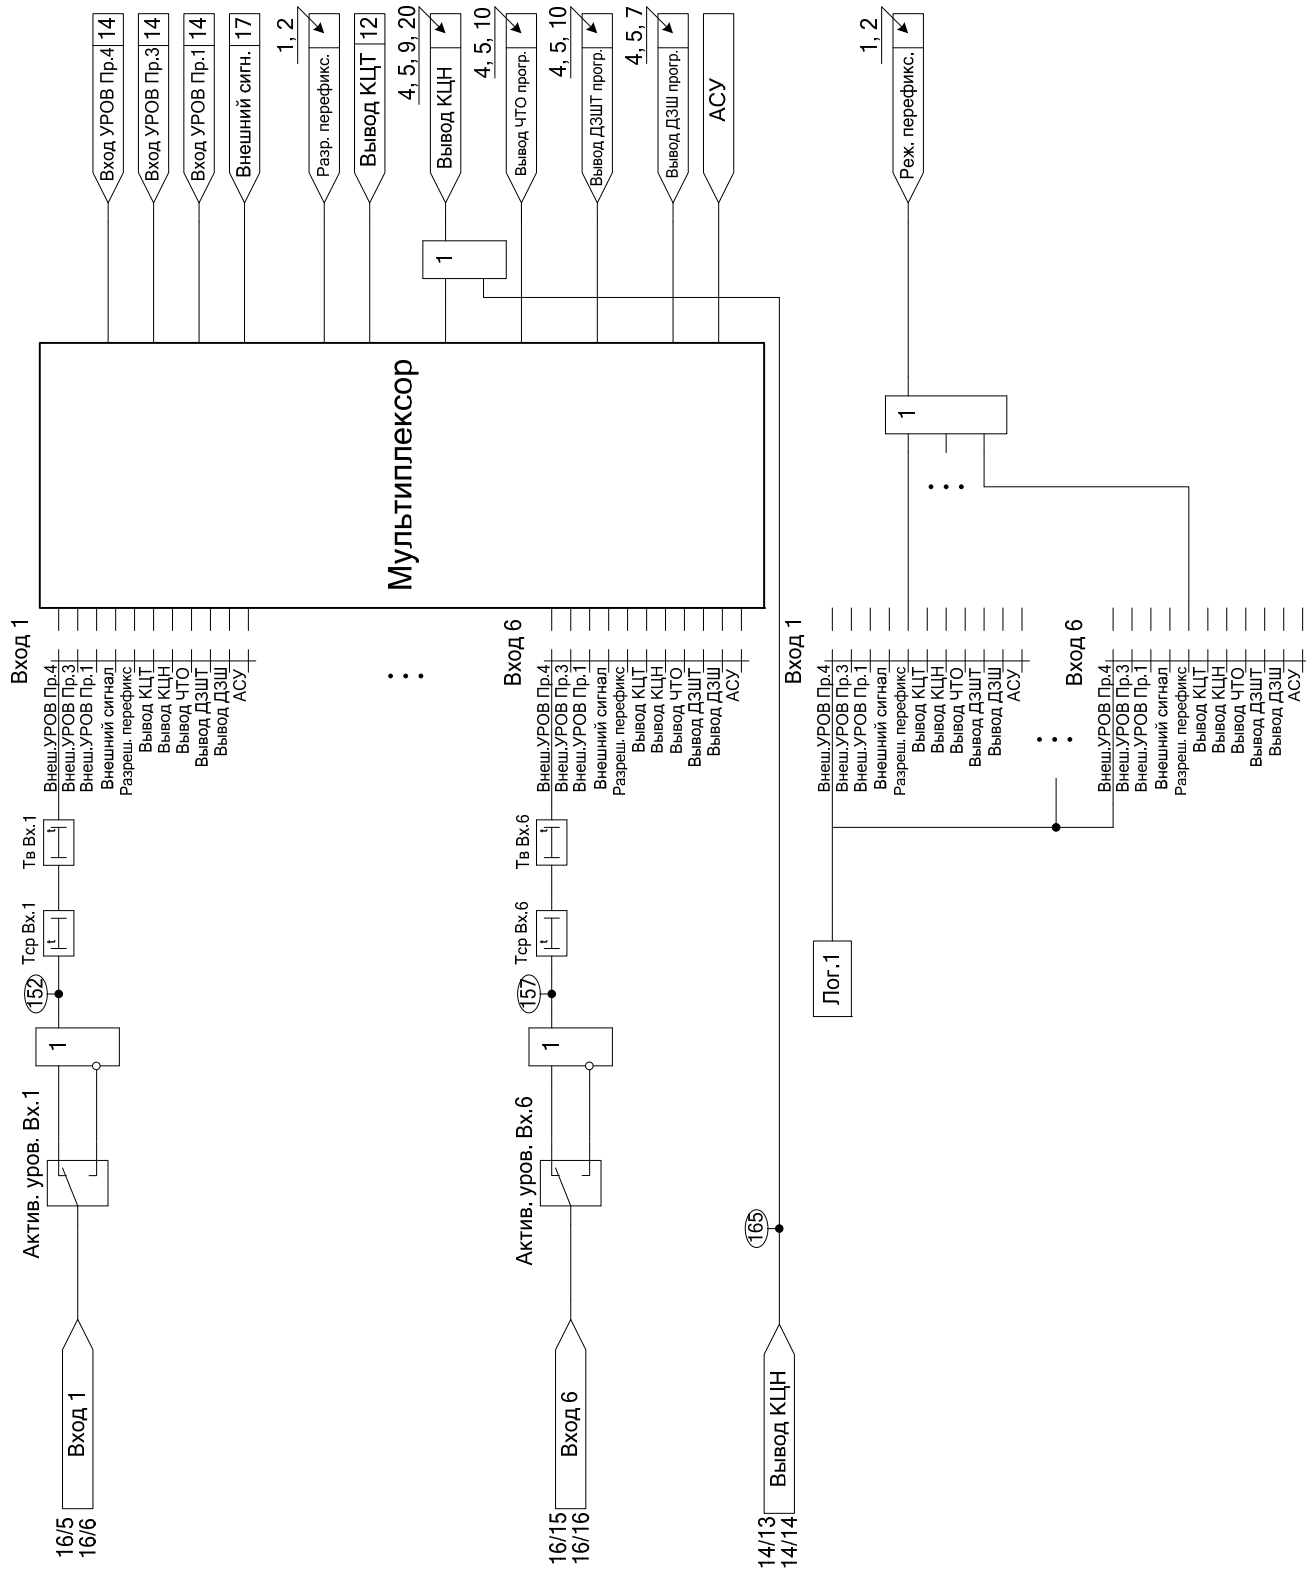 Вход УРОВ Пр.4 14
Вход УРОВ Пр.3 14
Вход УРОВ Пр.1 14
Внешний сигн. 17
1, 2
Разр. перефикс.
Вывод КЦТ 12
4, 5, 9, 20
Вывод КЦН
4, 5, 10
Вывод ЧТО прогр.
4, 5, 10
Вывод ДЗШТ прогр.
4, 5, 7
Вывод ДЗШ прогр.
АСУ
1, 2
Реж. перефикс.
1
1
Мультиплексор
Вход 1
Внеш.УРОВ Пр.4
Внеш.УРОВ Пр.3
Внеш.УРОВ Пр.1
Внешний сигнал
Разреш. перефикс
Вывод КЦТ
Вывод КЦН
Вывод ЧТО
Вывод ДЗШТ
Вывод ДЗШ
АСУ
...
Вход 6
Внеш.УРОВ Пр.4
Внеш.УРОВ Пр.3
Внеш.УРОВ Пр.1
Внешний сигнал
Разреш. перефикс
Вывод КЦТ
Вывод КЦН
Вывод ЧТО
Вывод ДЗШТ
Вывод ДЗШ
АСУ
...
Вход 1
Внеш.УРОВ Пр.4
Внеш.УРОВ Пр.3
Внеш.УРОВ Пр.1
Внешний сигнал
Разреш. перефикс
Вывод КЦТ
Вывод КЦН
Вывод ЧТО
Вывод ДЗШТ
Вывод ДЗШ
АСУ
...
Вход 6
Внеш.УРОВ Пр.4
Внеш.УРОВ Пр.3
Внеш.УРОВ Пр.1
Внешний сигнал
Разреш. перефикс
Вывод КЦТ
Вывод КЦН
Вывод ЧТО
Вывод ДЗШТ
Вывод ДЗШ
АСУ
Тв Вх.1
t
Тср Вх.1
t
152
1
Актив. уров. Вх.1
Вход 1
16/5
16/6
Тв Вх.6
t
Тср Вх.6
t
157
1
Актив. уров. Вх.6
Вход 6
16/15
16/16
165
Вывод КЦН
14/13
14/14
Лог.1